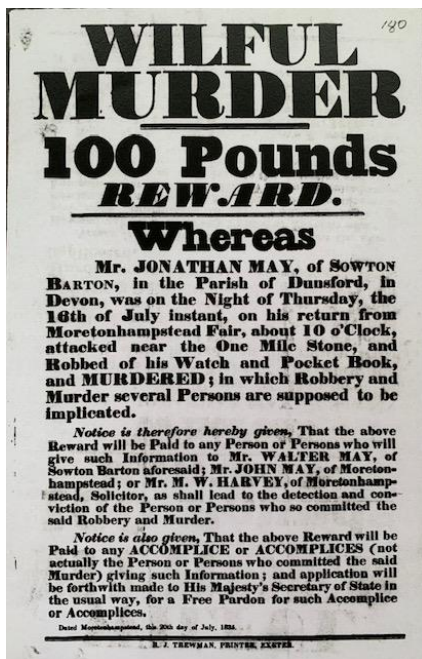 180
WILFUL
MURDER
100 Pounds
REWARD.
Whereas
Mr. JONATHAN MAY, of SOWTON
BARTON, in the Parish of Dunsford, in
Devon, was on the Night of Thursday, the
16th of July instant, on his return from
Moretonhampstead Fair, about 10 o'Clock,
attacked near the One Mile Stone, and
Robbed of his Watch and Pocket Book,
and MURDERED; in which Robbery and
Murder several Persons are supposed to be
implicated.
Notice is therefore hereby given, That the above
Reward will be Paid to any Person or Persons who will
give such Information to Mr. WALTER MAY, of
Sowton Barton aforesaid; Mr. JOHN MAY, of Moreton-
hampstead; or Mr. M. W. HARVEY, of Moretonhamp-
stead, Solicitor, as shall lead to the detection and con-
viction of the Person or Persons who so committed the
said Robbery and Murder.
Notice is also given, That the above Reward will be
Paid to any ACCOMPLICE or ACCOMPLICES (not
actually the Person or Persons who committed the said
Murder) giving such Information; and application will
be forthwith made to His Majesty's Secretary of State in
the usual way, for a Free Pardon for such Accomplice
or Accomplices.
Dated Moretonhampstead, this 20th day of July,
R. J. TREWMAN, PRINTER, EXETER.